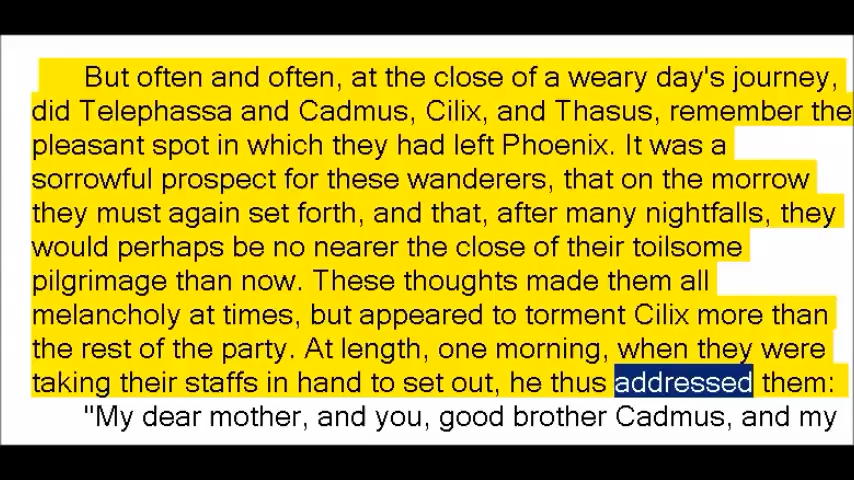 But often and often, at the close of a weary day's journey,
did Telephassa and Cadmus, Cilix, and Thasus, remember the
pleasant spot in which they had left Phoenix. It was a
sorrowful prospect for these wanderers, that on the morrow
they must again set forth, and that, after many nightfalls, they
would perhaps be no nearer the close of their toilsome
pilgrimage than now. These thoughts made them all
melancholy at times, but appeared to torment Cilix more than
the rest of the party. At length, one morning, when they were
taking their staffs in hand to set out, he thus addressed them:
"My dear mother, and you, good brother Cadmus, and my